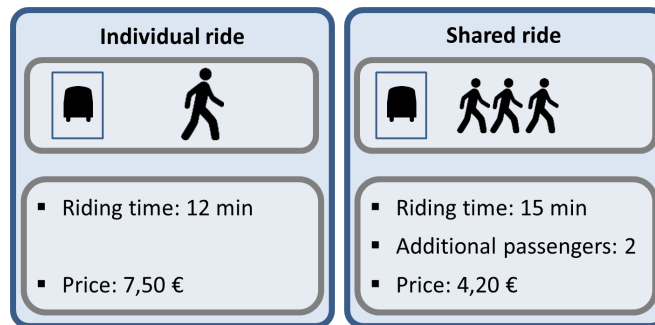 Individual ride
▪ Riding time: 12 min
▪ Price: 7,50 €
Shared ride
▪ Riding time: 15 min
▪ Additional passengers: 2
▪ Price: 4,20 €